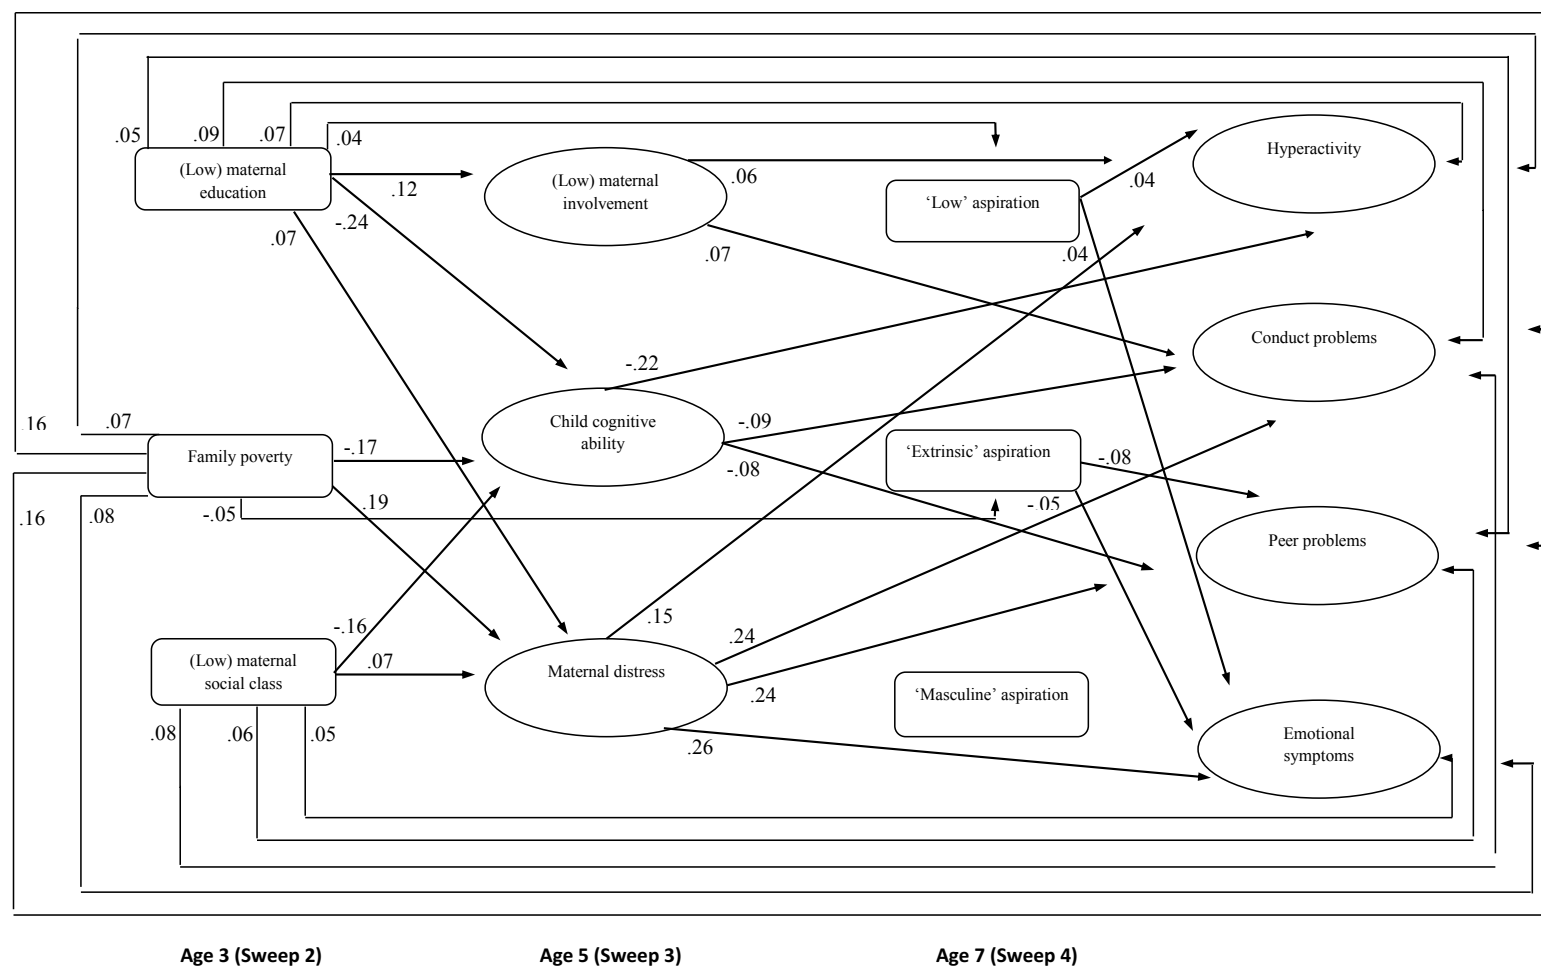 .05
.09
.07
.04
(Low) maternal
education
.12
-.24
.07
(Low) maternal
involvement
.06
.07
‘Low’ aspiration
.04
.04
Hyperactivity
Conduct problems
.16
.07
Family poverty
-.17
.19
-.05
.16
.08
Child cognitive
ability
-.22
-.09
-.08
‘Extrinsic’ aspiration
-.08
-.05
Peer problems
(Low) maternal
social class
-.16
.07
.08
.06
.05
Maternal distress
.15
.24
.24
.26
‘Masculine’ aspiration
Emotional
symptoms
Age 3 (Sweep 2)
Age 5 (Sweep 3)
Age 7 (Sweep 4)